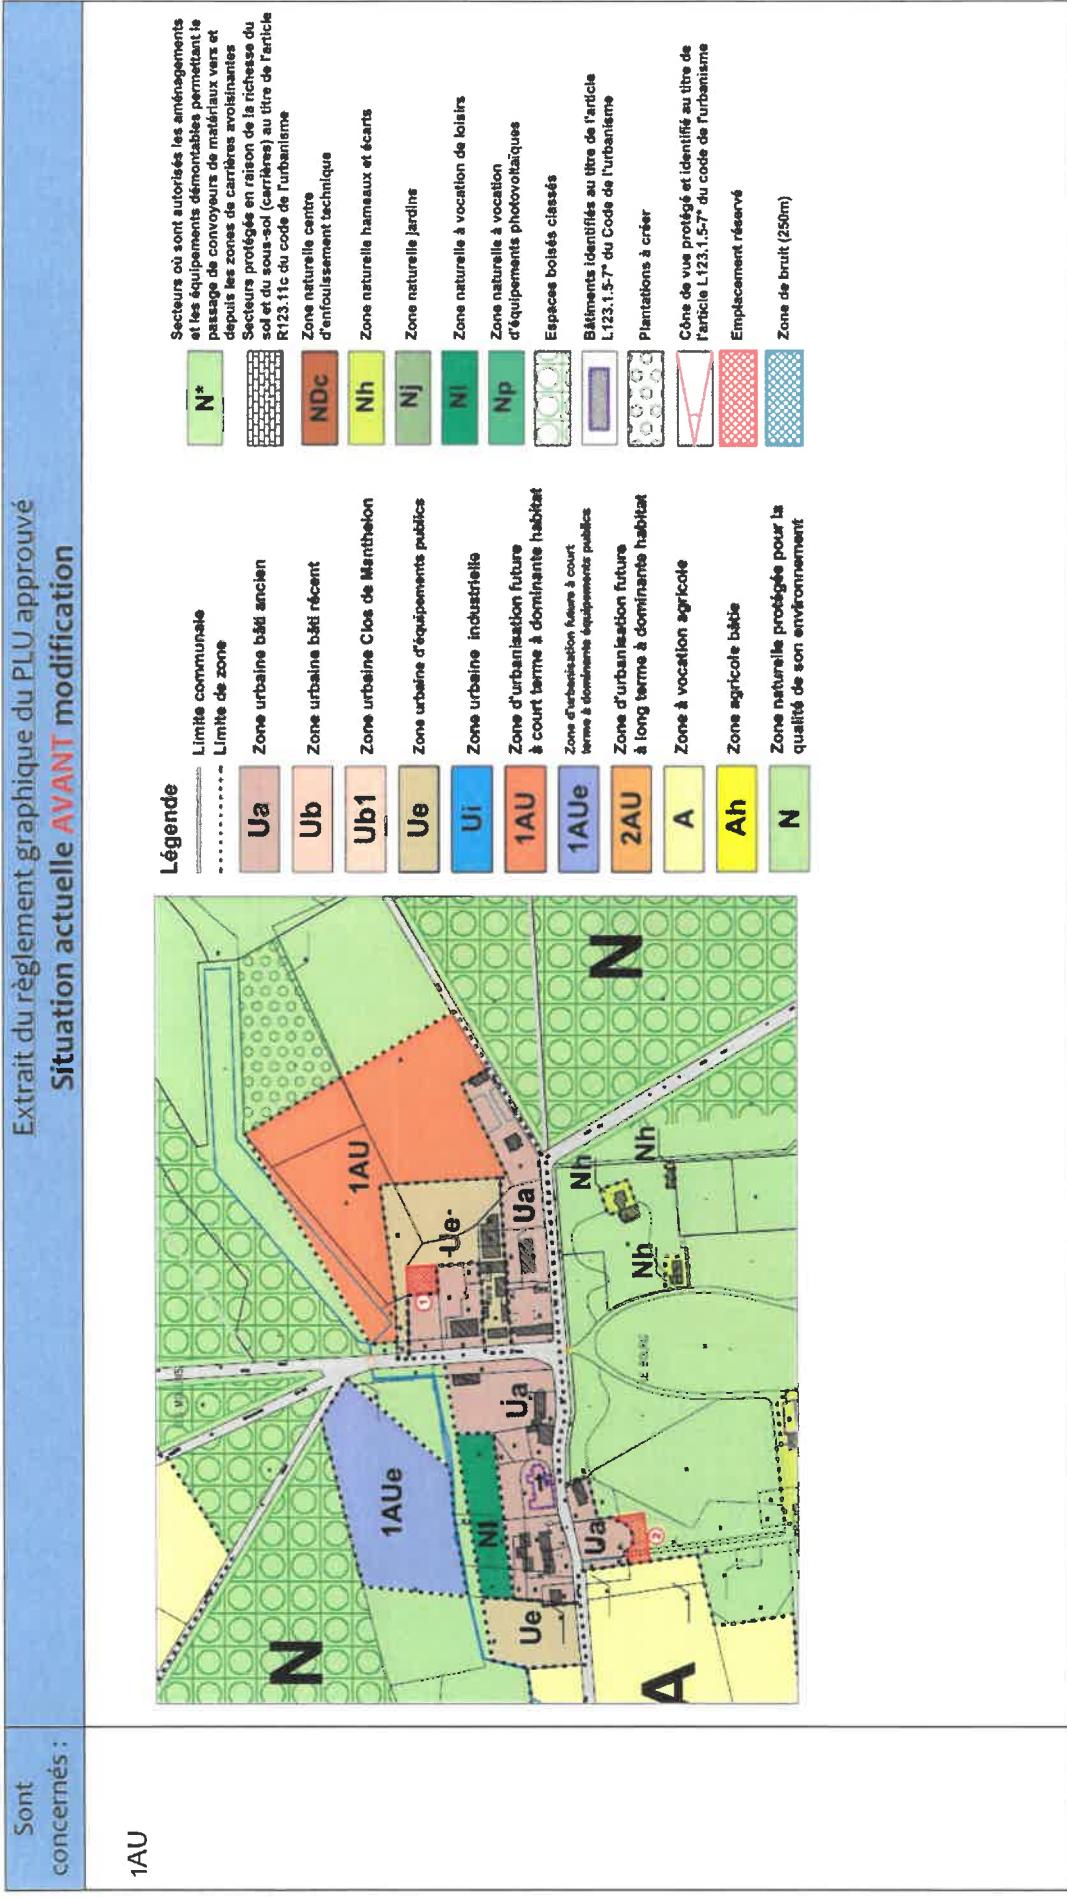 Sont
concernés :
Extrait du règlement graphique du PLU approuvé
Situation actuelle AVANT modification
1AU
N
1AUe
Nl
Ue
Ua
Ua
A
1AU
Ue
1
Ua
2
Nh
Nh
Nh
N
LE BOURG
Légende
Limite communale
Limite de zone
Ua
Zone urbaine bâti ancien
Ub
Zone urbaine bâti récent
Ub1
Zone urbaine Clos de Manthelon
Ue
Zone urbaine d'équipements publics
Ui
Zone urbaine industrielle
1AU
Zone d'urbanisation future
à court terme à dominante habitat
1AUe
Zone d'urbanisation future à court
terme à dominante équipements publics
2AU
Zone d'urbanisation future
à long terme à dominante habitat
A
Zone à vocation agricole
Ah
Zone agricole bâtie
N
Zone naturelle protégée pour la
qualité de son environnement
N*
Secteurs où sont autorisés les aménagements
et les équipements démontables permettant le
passage de convoyeurs de matériaux vers et
depuis les zones de carrières avoisinantes
Secteurs protégés en raison de la richesse du
sol et du sous-sol (carrières) au titre de l'article
R123.11c du code de l'urbanisme
NDc
Zone naturelle centre
d'enfouissement technique
Nh
Zone naturelle hameaux et écarts
Nj
Zone naturelle jardins
Nl
Zone naturelle à vocation de loisirs
Np
Zone naturelle à vocation
d'équipements photovoltaïques
Espaces boisés classés
Bâtiments identifiés au titre de l'article
L123.1.5-7° du Code de l'urbanisme
Plantations à créer
Cône de vue protégé et identifié au titre de
l'article L123.1.5-7° du code de l'urbanisme
Emplacement réservé
Zone de bruit (250m)